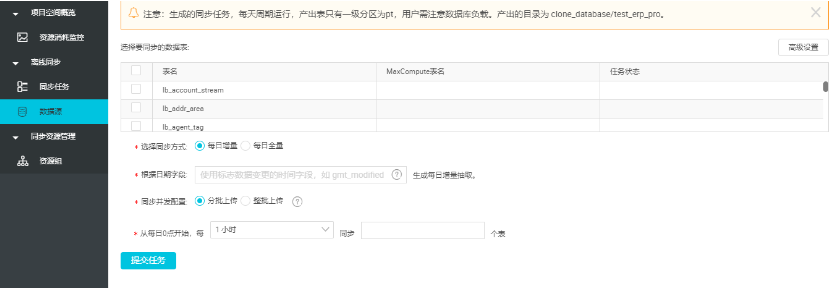 项目空间概览
资源消耗监控
离线同步
同步任务
数据源
同步资源管理
资源组
注意：生成的同步任务，每天周期运行，产出表只有一级分区为pt，用户需注意数据库负载。产出的目录为 clone_database/test_erp_pro。
选择要同步的数据表:
高级设置
表名 MaxCompute表名 任务状态
lb_account_stream
lb_addr_area
lb_agent_tag
* 选择同步方式: 每日增量 每日全量
* 根据日期字段: 使用标志数据变更的时间字段，如 gmt_modified ? 生成每日增量抽取。
* 同步并发配置: 分批上传 整批上传 ?
* 从每日0点开始，每 1 小时 同步 个表
提交任务